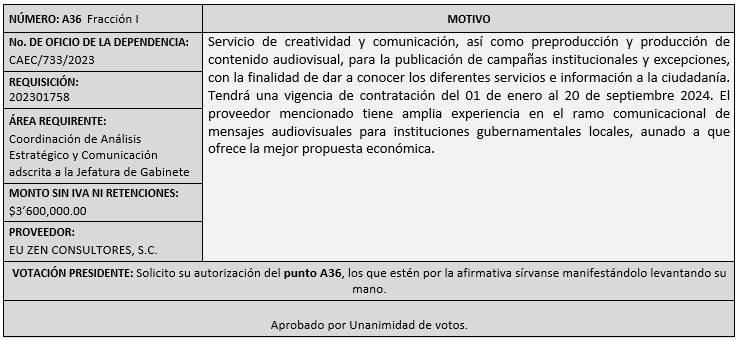 NÚMERO: A36 Fracción I
MOTIVO
No. DE OFICIO DE LA DEPENDENCIA:
CAEC/733/2023
REQUISICIÓN:
202301758
ÁREA REQUIRENTE:
Coordinación de Análisis
Estratégico y Comunicación
adscrita a la Jefatura de Gabinete
MONTO SIN IVA NI RETENCIONES:
$3’600,000.00
PROVEEDOR:
EU ZEN CONSULTORES, S.C.
Servicio de creatividad y comunicación, así como preproducción y producción de
contenido audiovisual, para la publicación de campañas institucionales y excepciones,
con la finalidad de dar a conocer los diferentes servicios e información a la ciudadanía.
Tendrá una vigencia de contratación del 01 de enero al 20 de septiembre 2024. El
proveedor mencionado tiene amplia experiencia en el ramo comunicacional de
mensajes audiovisuales para instituciones gubernamentales locales, aunado a que
ofrece la mejor propuesta económica.
VOTACIÓN PRESIDENTE: Solicito su autorización del punto A36, los que estén por la afirmativa sírvanse manifestándolo levantando su
mano.
Aprobado por Unanimidad de votos.